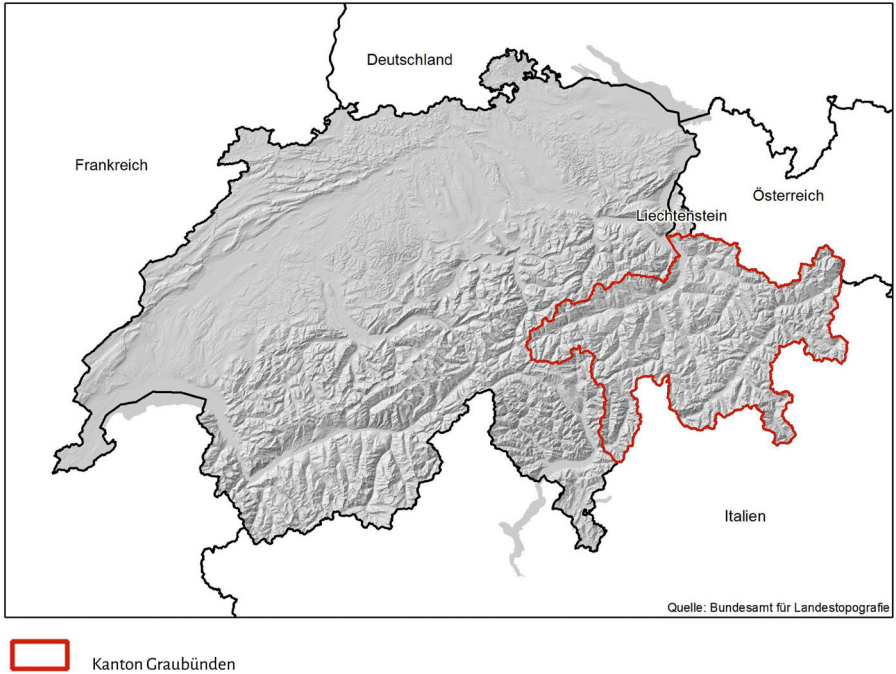 Deutschland
Frankreich
Österreich
Liechtenstein
Italien
Quelle: Bundesamt für Landestopografie
Kanton Graubünden